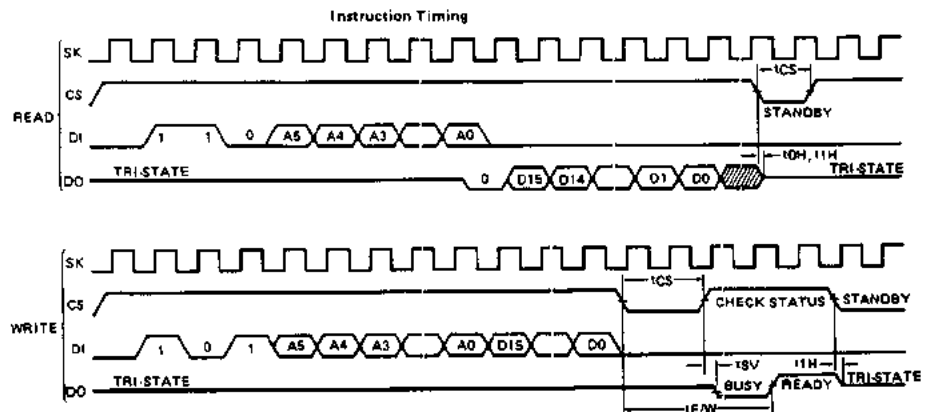 Instruction Timing
SK
CS
tCS
STANDBY
READ
DI
1 1 0 A5 A4 A3 A0
t0H, t1H
DO
TRI-STATE
0 D15 D14 D1 D0
TRI-STATE
SK
CS
tCS
CHECK STATUS
STANDBY
WRITE
DI
1 0 1 A5 A4 A3 A0 D15 D0
tSV
t1H
DO
TRI-STATE
BUSY
READY
TRI-STATE
tE/W